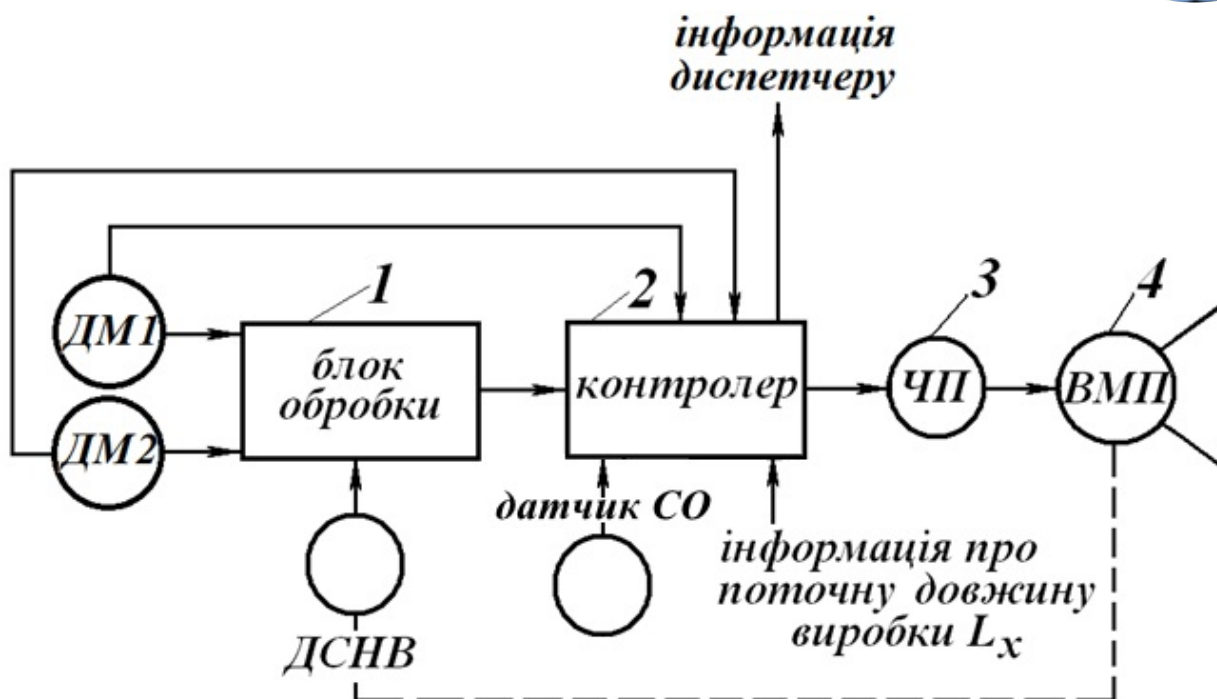 інформація
диспетчеру
1
2
3
4
ДМ1
ДМ2
блок
обробки
контролер
ЧП
ВМП
датчик СО
ДСНВ
інформація про
поточну довжину
виробки Lx